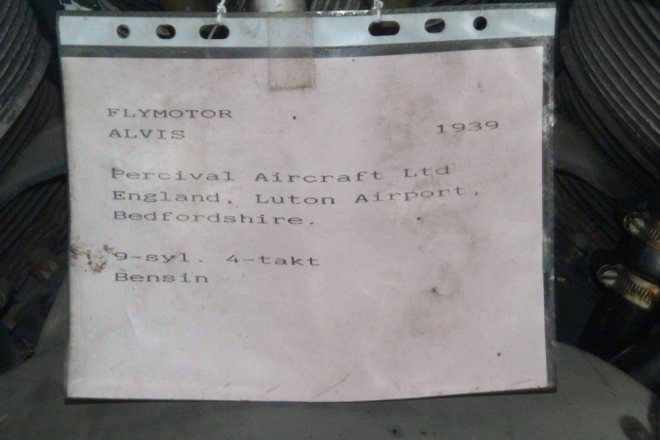 FLYMOTOR
ALVIS 1939
Percival Aircraft Ltd
England, Luton Airport,
Bedfordshire.
9-syl. 4-takt
Bensin